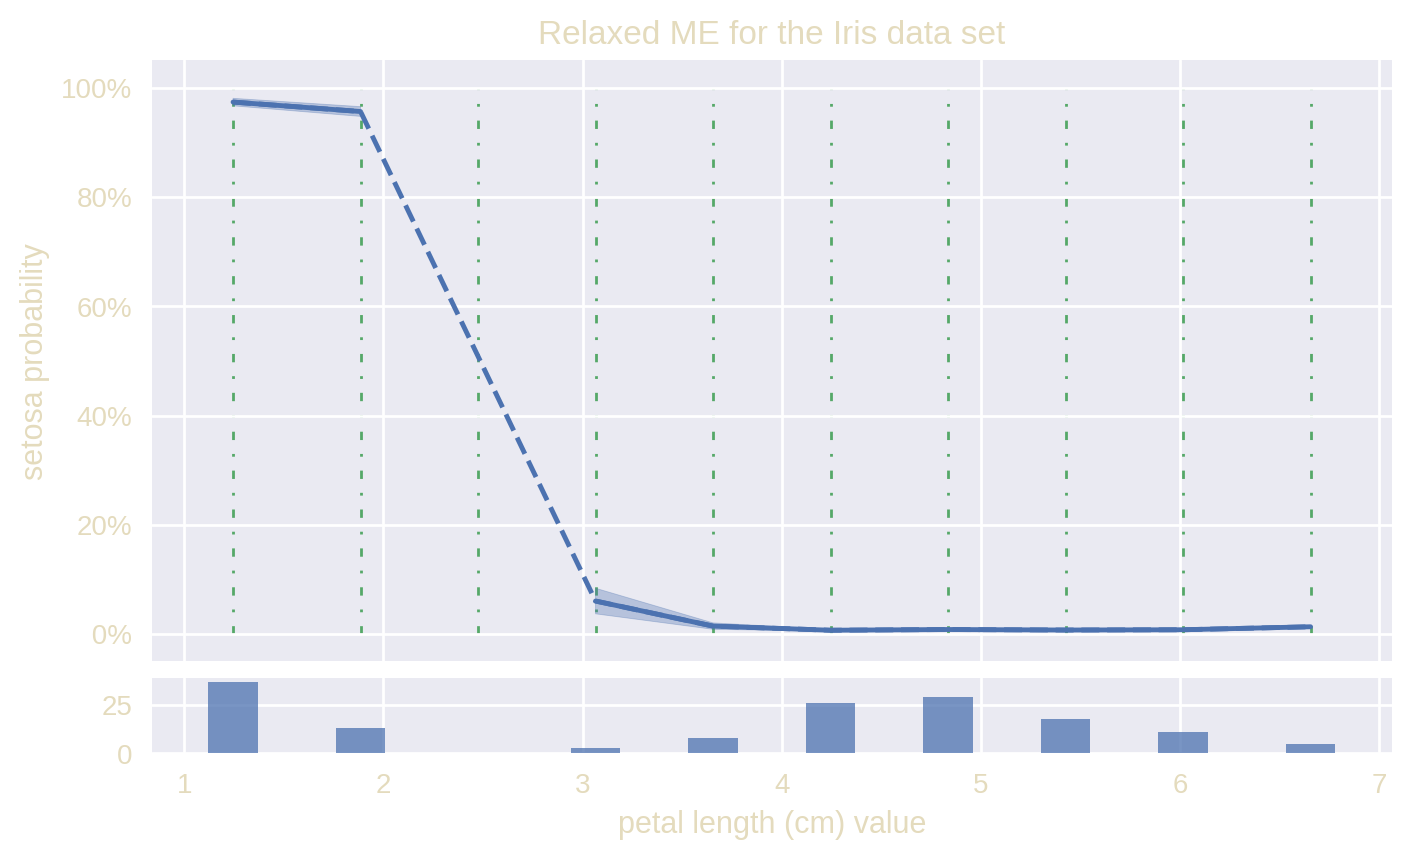 Relaxed ME for the Iris data set
100%
80%
60%
40%
20%
0%
setosa probability
25
0
1 2 3 4 5 6 7
petal length (cm) value